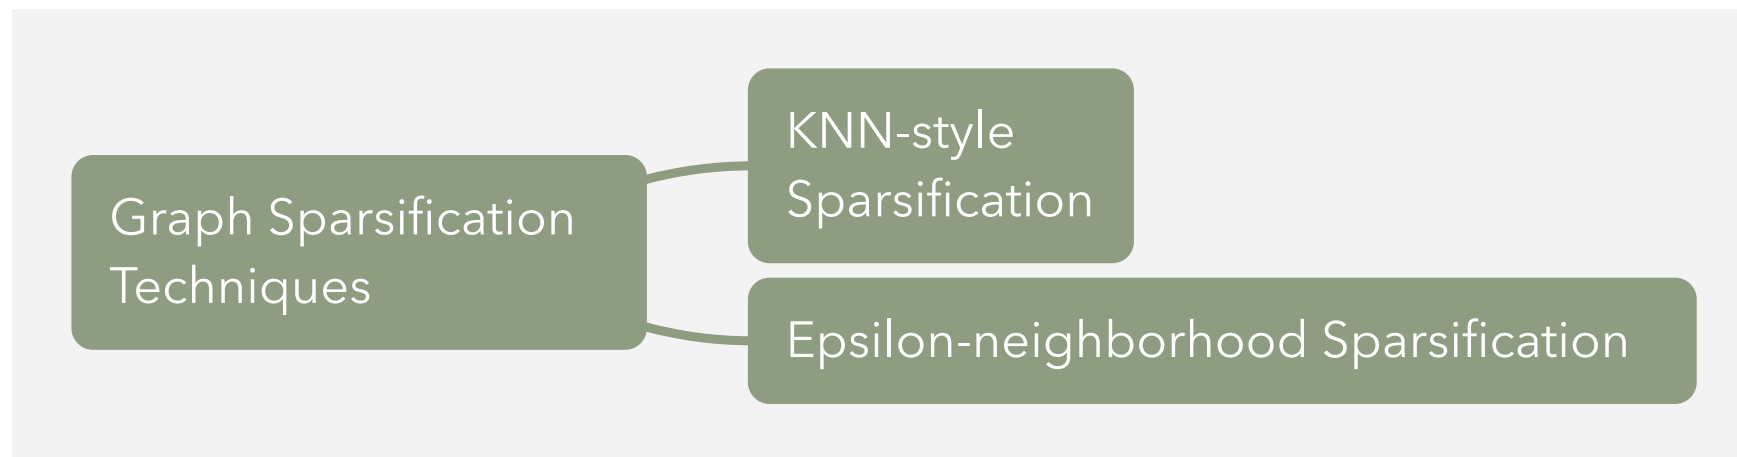 Graph Sparsification
Techniques
KNN-style
Sparsification
Epsilon-neighborhood Sparsification